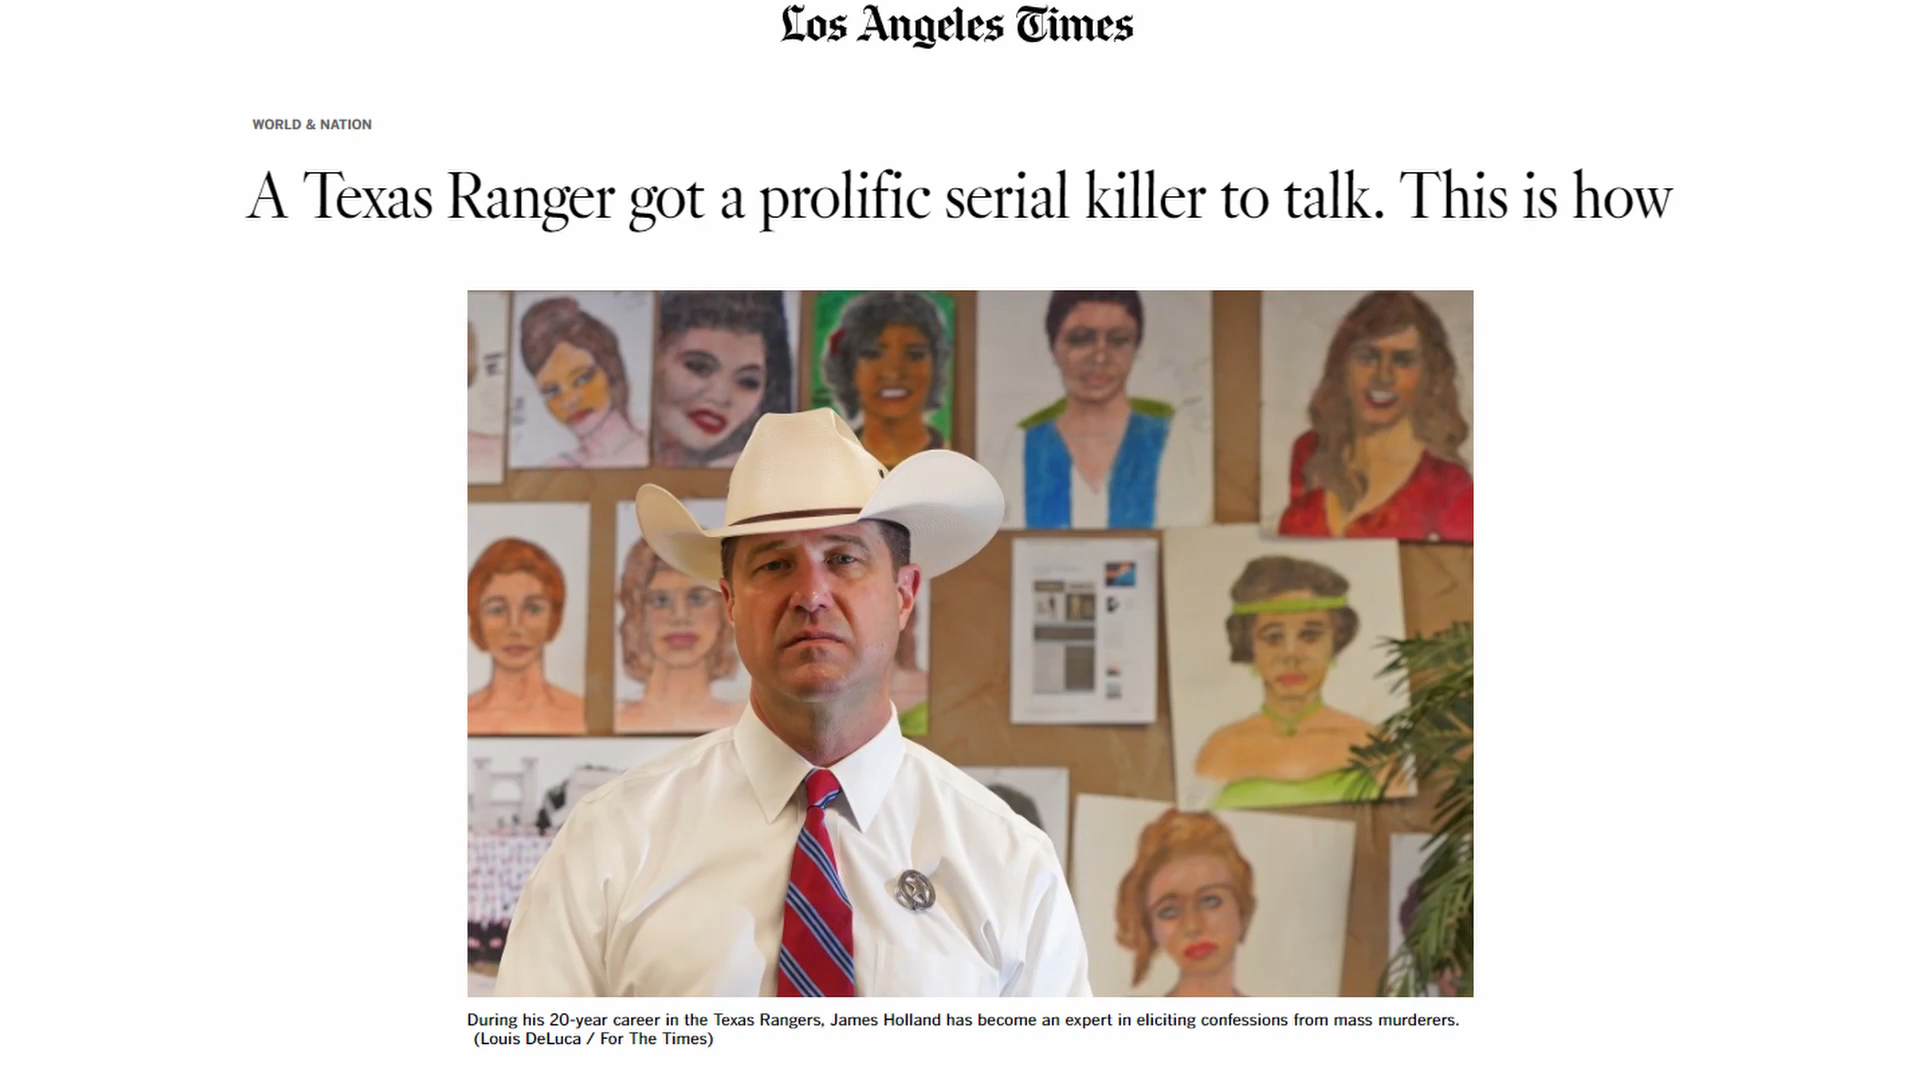 Los Angeles Times
WORLD & NATION
A Texas Ranger got a prolific serial killer to talk. This is how
During his 20-year career in the Texas Rangers, James Holland has become an expert in eliciting confessions from mass murderers.
(Louis DeLuca / For The Times)